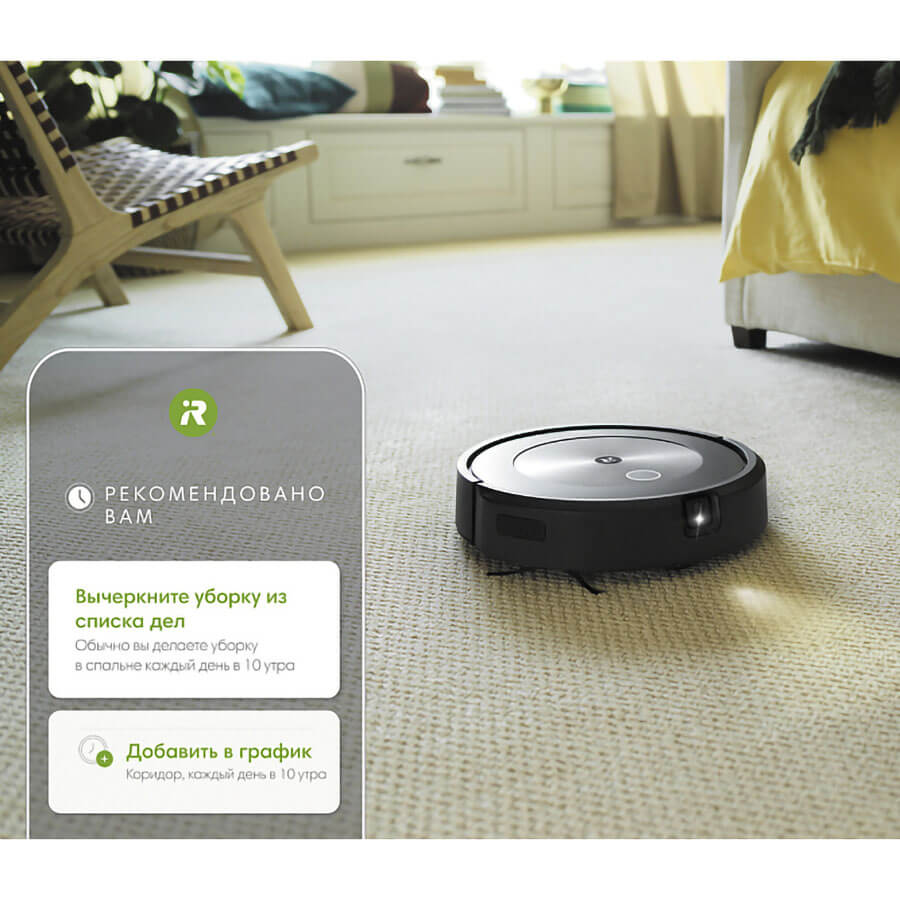 iR
РЕКОМЕНДОВАНО
ВАМ
Вычеркните уборку из
списка дел
Обычно вы делаете уборку
в спальне каждый день в 10 утра
Добавить в график
Коридор, каждый день в 10 утра